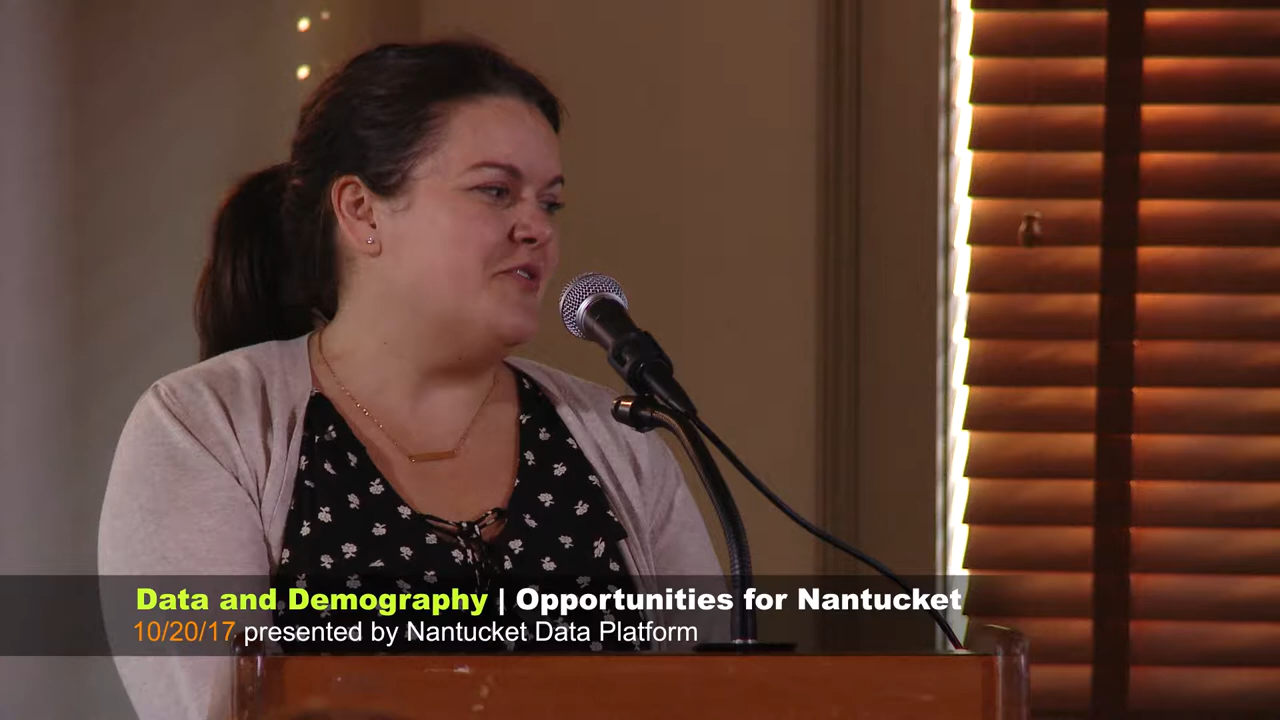 Data and Demography | Opportunities for Nantucket
10/20/17 presented by Nantucket Data Platform